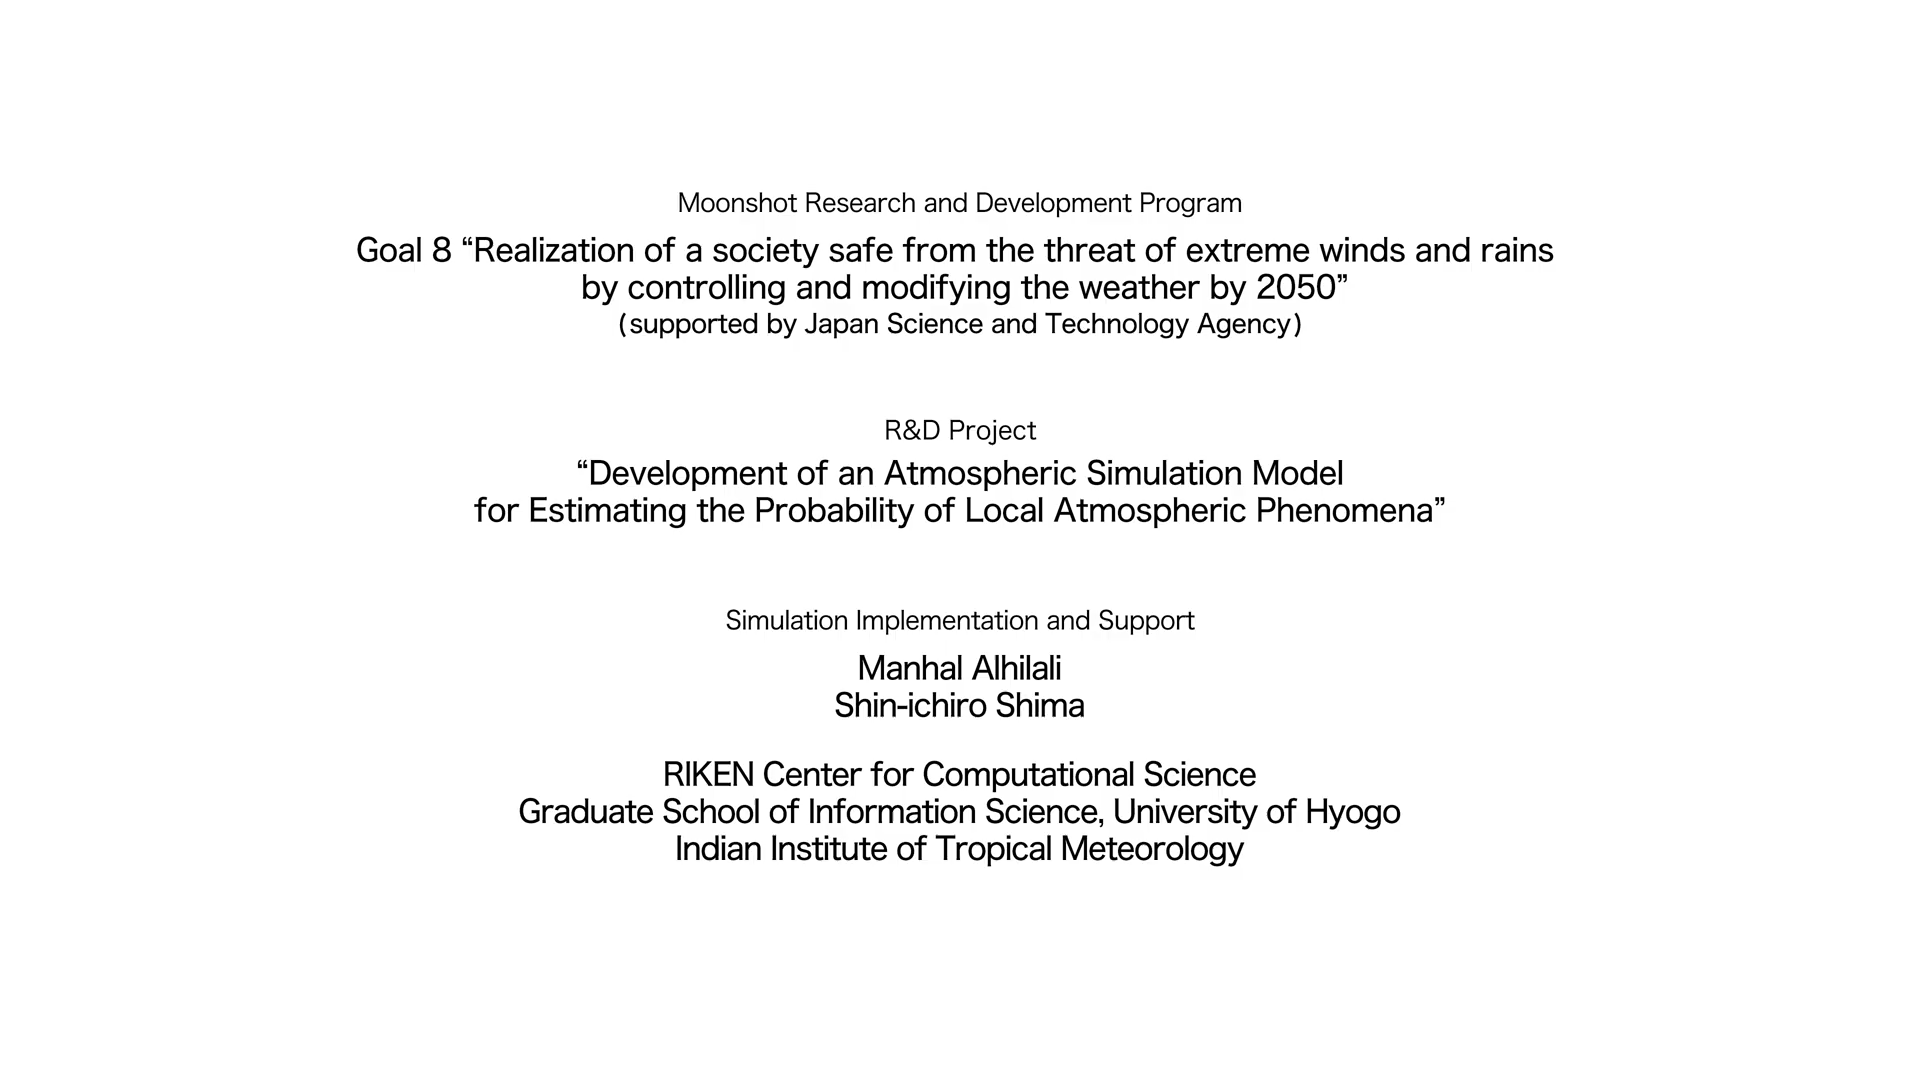 Moonshot Research and Development Program
Goal 8 “Realization of a society safe from the threat of extreme winds and rains
by controlling and modifying the weather by 2050”
(supported by Japan Science and Technology Agency)
R&D Project
“Development of an Atmospheric Simulation Model
for Estimating the Probability of Local Atmospheric Phenomena”
Simulation Implementation and Support
Manhal Alhilali
Shin-ichiro Shima
RIKEN Center for Computational Science
Graduate School of Information Science, University of Hyogo
Indian Institute of Tropical Meteorology